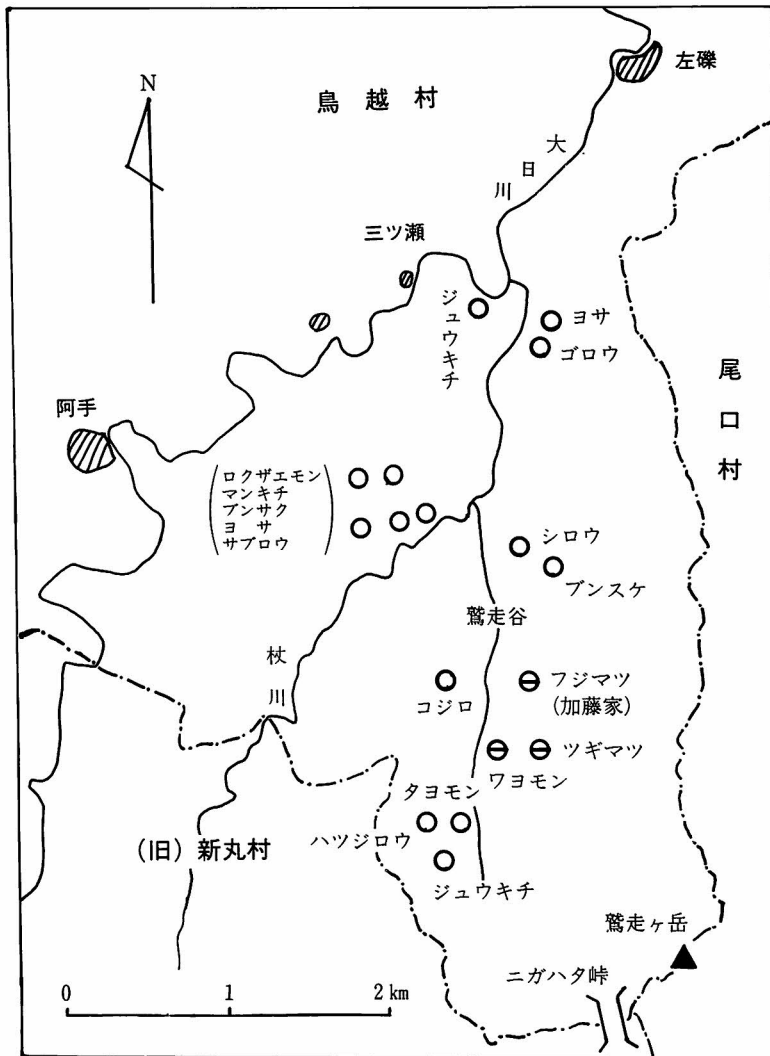 左礫
N
鳥越村
大日川
三ツ瀬
ジュウキチ
ヨサ
ゴロウ
尾口村
阿手
ロクザエモン
マンキチ
ブンサク
ヨサ
サブロウ
シロウ
ブンスケ
鷲走谷
杖川
コジロ
フジマツ
(加藤家)
ツギマツ
ワヨモン
タヨモン
ハツジロウ
(旧)新丸村
ジュウキチ
鷲走ヶ岳
ニガハタ峠
0 1 2km